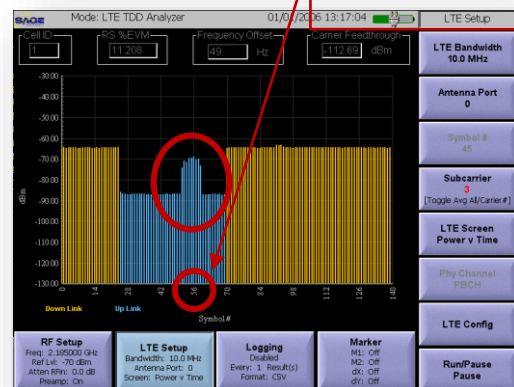 SAGE Mode: LTE TDD Analyzer 01/01/2006 13:17:04 LTE Setup
Cell ID RS %EVM Frequency Offset Carrier Feedthrough
1 11.208 49 Hz -112.69 dBm
LTE Bandwidth
10.0 MHz
Antenna Port
0
Symbol #
45
Subcarrier
3
[Toggle Avg All/Carrier#]
LTE Screen
Power v Time
Phy Channel
PBCH
LTE Config
Run/Pause
Pause
-30.00
-40.00
-50.00
-60.00
-70.00
-80.00
-90.00
-100.00
-110.00
-120.00
-130.00
dBm
0 14 28 42 56 70 84 98 112 126 140
Down Link Up Link
Symbol#
RF Setup
Freq: 2.185000 GHz
Ref Lvl: -70 dBm
Atten RFin: 0.0 dB
Preamp: On
LTE Setup
Bandwidth: 10.0 MHz
Antenna Port: 0
Screen: Power v Time
Logging
Disabled
Every: 1 Result(s)
Format: CSV
Marker
M1: Off
M2: Off
dX: Off
dY: Off